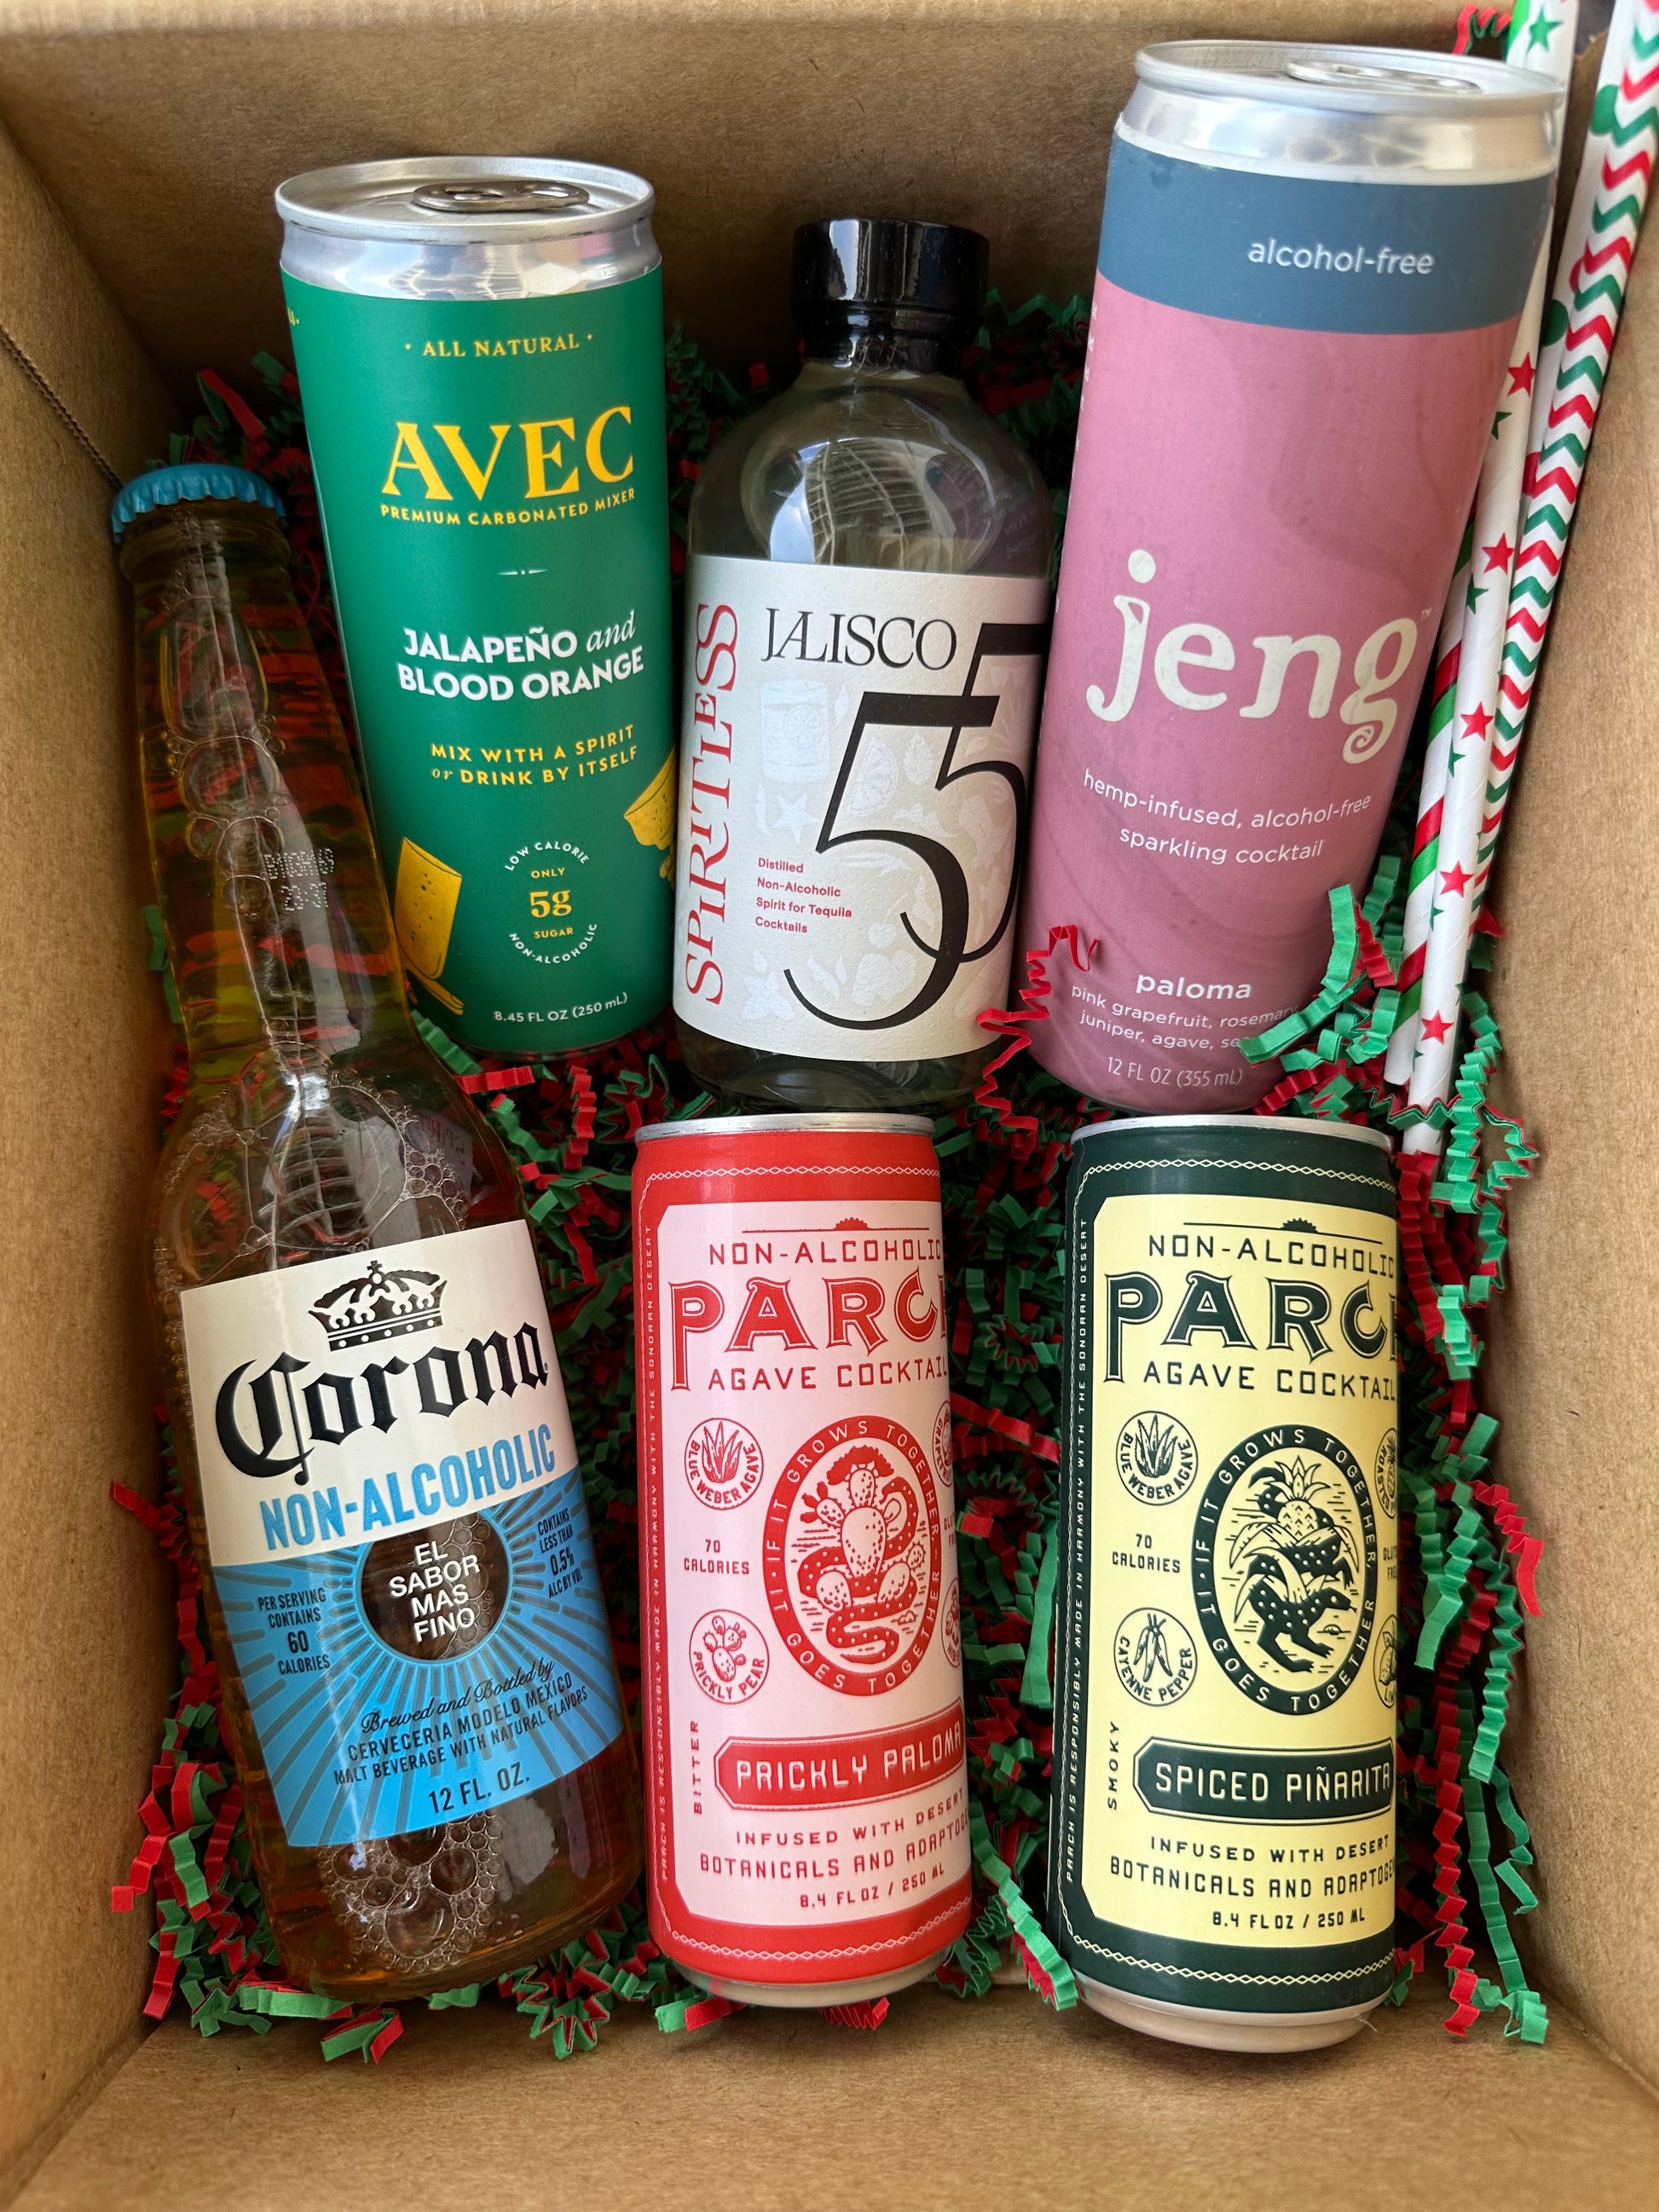 · ALL NATURAL ·
AVEC
PREMIUM CARBONATED MIXER
JALAPEÑO and
BLOOD ORANGE
MIX WITH A SPIRIT
or DRINK BY ITSELF
LOW CALORIE
ONLY
5g
SUGAR
NON-ALCOHOLIC
8.45 FL OZ (250 mL)
SPIRITLESS
JALISCO
55
Distilled
Non-Alcoholic
Spirit for Tequila
Cocktails
alcohol-free
jeng™
hemp-infused, alcohol-free
sparkling cocktail
paloma
pink grapefruit, rosemary
juniper, agave,
12 FL OZ (355 mL)
Corona
NON-ALCOHOLIC
EL
SABOR
MAS
FINO
PER SERVING
CONTAINS
60
CALORIES
CONTAINS
LESS THAN
0.5%
ALC BY VOL
Brewed and Bottled by
CERVECERIA MODELO MEXICO
MALT BEVERAGE WITH NATURAL FLAVORS
12 FL. OZ.
PARCH IS RESPONSIBLY MADE IN HARMONY WITH THE SONORAN DESERT
NON-ALCOHOLIC
PARCH
AGAVE COCKTAIL
BLUE WEBER AGAVE
70
CALORIES
PRICKLY PEAR
· IF IT GROWS TOGETHER · IT GOES TOGETHER
BITTER
PRICKLY PALOMA
INFUSED WITH DESERT
BOTANICALS AND
8.4 FL OZ / 250 ML
PARCH IS RESPONSIBLY MADE IN HARMONY WITH THE SONORAN DESERT
NON-ALCOHOLIC
PARCH
AGAVE COCKTAIL
BLUE WEBER AGAVE
70
CALORIES
CAYENNE PEPPER
· IF IT GROWS TOGETHER · IT GOES TOGETHER
SMOKY
SPICED PIÑARITA
INFUSED WITH DESERT
BOTANICALS AND
8.4 FL OZ / 250 ML